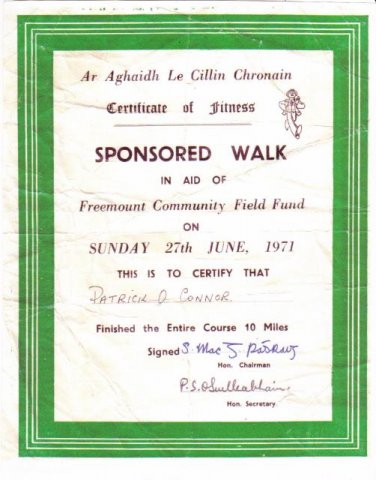 Ar Aghaidh Le Cillin Chronain
Certificate of Fitness
SPONSORED WALK
IN AID OF
Freemount Community Field Fund
ON
SUNDAY 27th JUNE, 1971
THIS IS TO CERTIFY THAT
PATRICK O CONNOR
Finished the Entire Course 10 Miles
Signed S. Mac
Hon. Chairman
P.S. OSuilleabhain
Hon. Secretary.